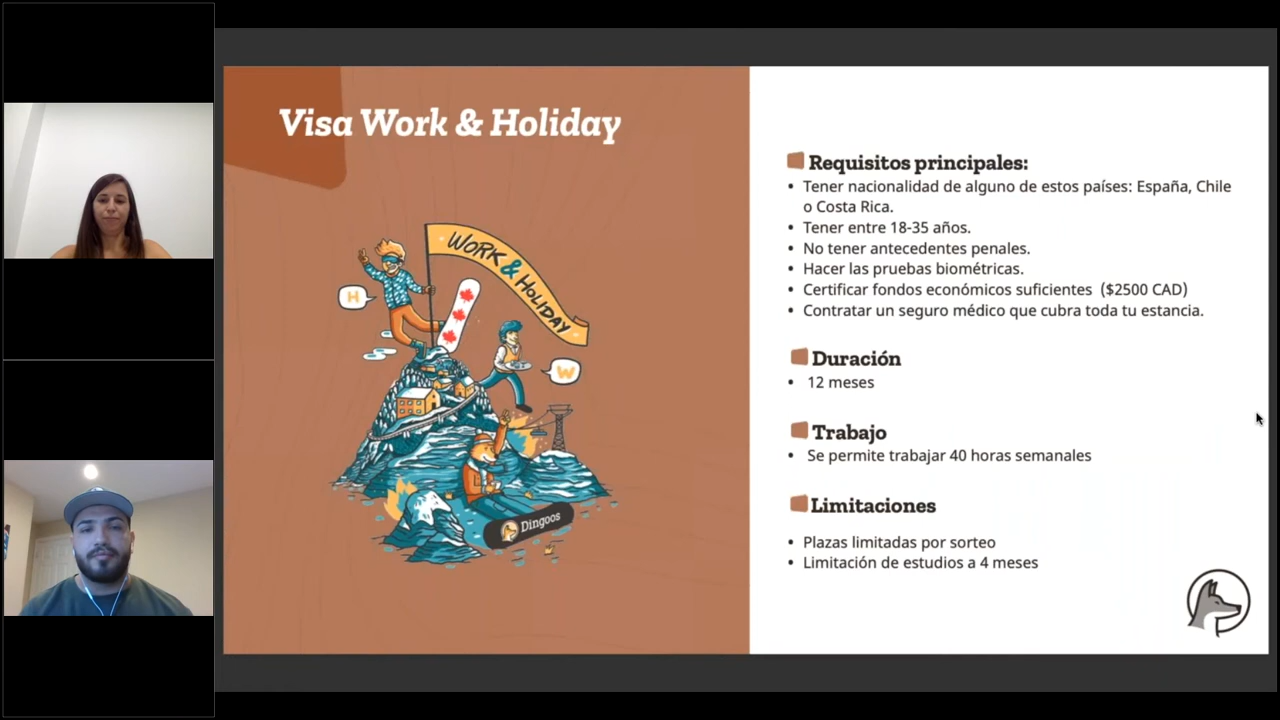 Visa Work & Holiday
WORK & HOLIDAY
H
W
Dingoos
Requisitos principales:
• Tener nacionalidad de alguno de estos países: España, Chile
o Costa Rica.
• Tener entre 18-35 años.
• No tener antecedentes penales.
• Hacer las pruebas biométricas.
• Certificar fondos económicos suficientes ($2500 CAD)
• Contratar un seguro médico que cubra toda tu estancia.
Duración
• 12 meses
Trabajo
• Se permite trabajar 40 horas semanales
Limitaciones
• Plazas limitadas por sorteo
• Limitación de estudios a 4 meses